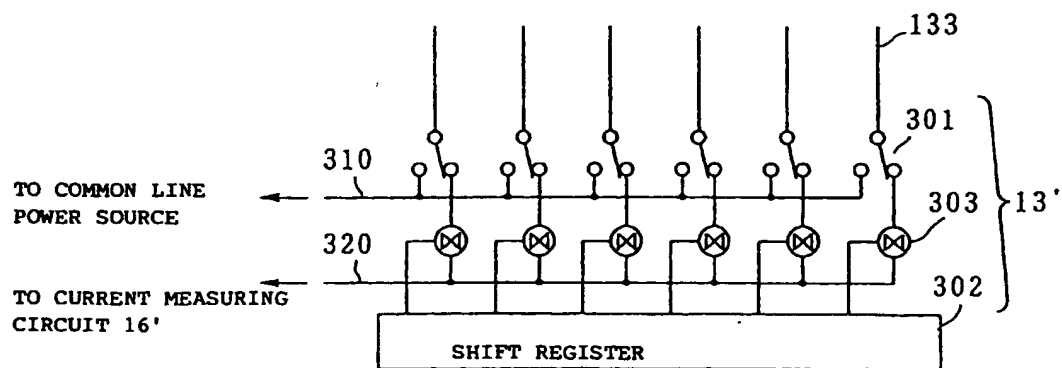 133
301
310
TO COMMON LINE
POWER SOURCE
13'
303
320
TO CURRENT MEASURING
CIRCUIT 16'
302
SHIFT REGISTER